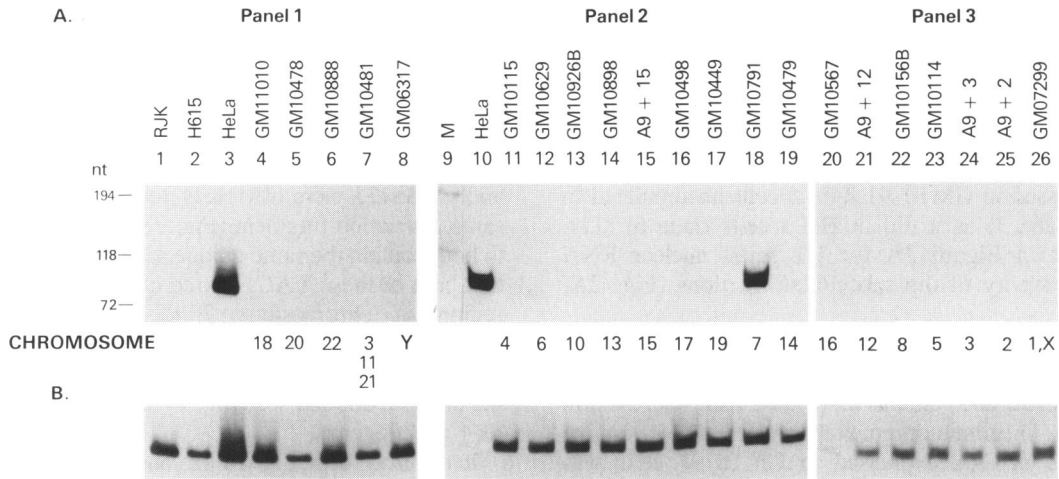 A. Panel 1 Panel 2 Panel 3
RJK H615 HeLa GM11010 GM10478 GM10888 GM10481 GM06317 M HeLa GM10115 GM10629 GM10926B GM10898 A9 + 15 GM10498 GM10449 GM10791 GM10479 GM10567 A9 + 12 GM10156B GM10114 A9 + 3 A9 + 2 GM07299
1 2 3 4 5 6 7 8 9 10 11 12 13 14 15 16 17 18 19 20 21 22 23 24 25 26
nt
194
118
72
CHROMOSOME 18 20 22 3 Y 4 6 10 13 15 17 19 7 14 16 12 8 5 3 2 1,X
11
21
B.